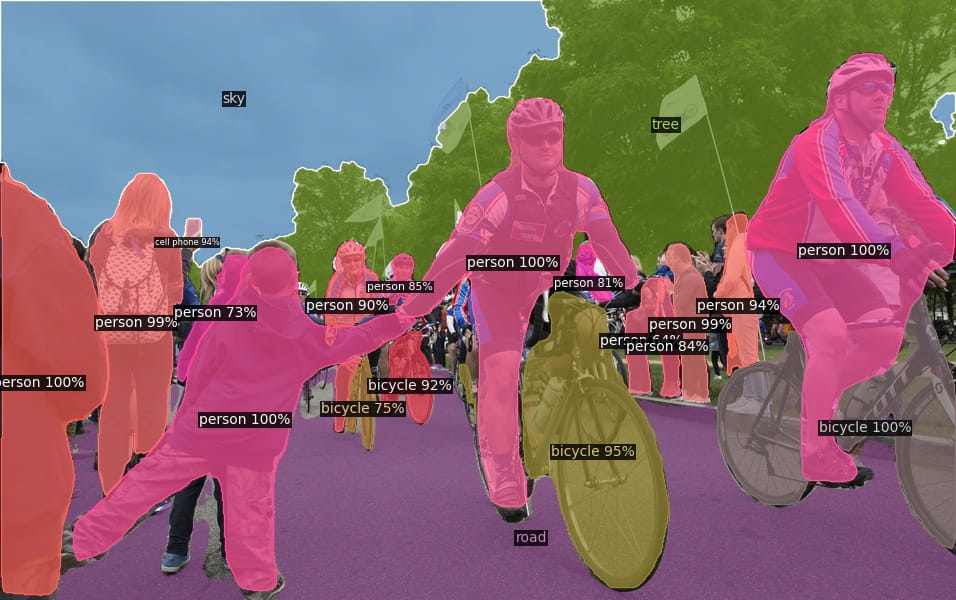 sky
tree
cell phone 94%
person 100%
person 100%
person 81%
person 85%
person 90%
person 94%
person 73%
person 99%
person 99%
person 64%
person 84%
person 100%
bicycle 92%
bicycle 75%
person 100%
bicycle 100%
bicycle 95%
road